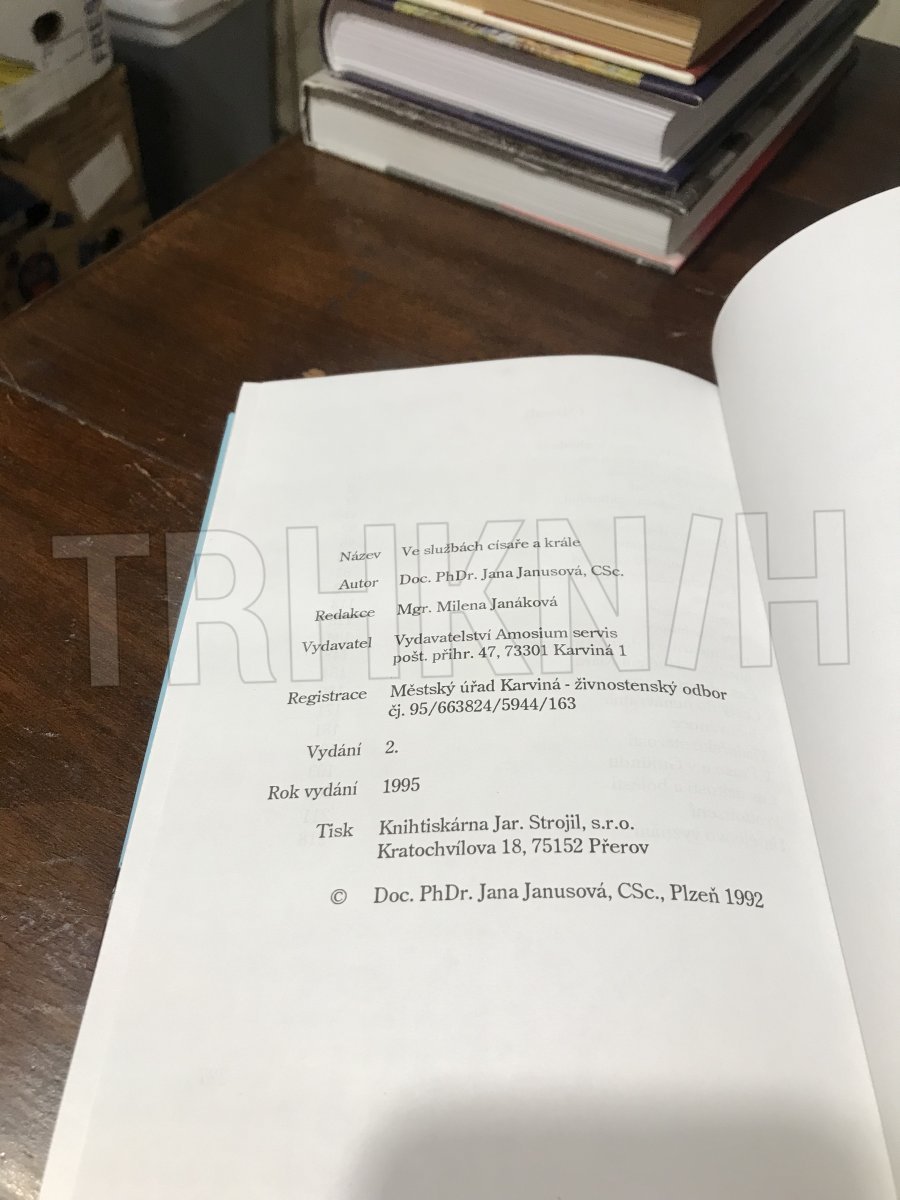 Název Ve službách císaře a krále
Autor Doc. PhDr. Jana Janusová, CSc.
Redakce Mgr. Milena Janáková
Vydavatel Vydavatelství Amosium servis
pošt. přihr. 47, 73301 Karviná 1
Registrace Městský úřad Karviná - živnostenský odbor
čj. 95/663824/5944/163
Vydání 2.
Rok vydání 1995
Tisk Knihtiskárna Jar. Strojil, s.r.o.
Kratochvílova 18, 75152 Přerov
© Doc. PhDr. Jana Janusová, CSc., Plzeň 1992
TRHKN/H